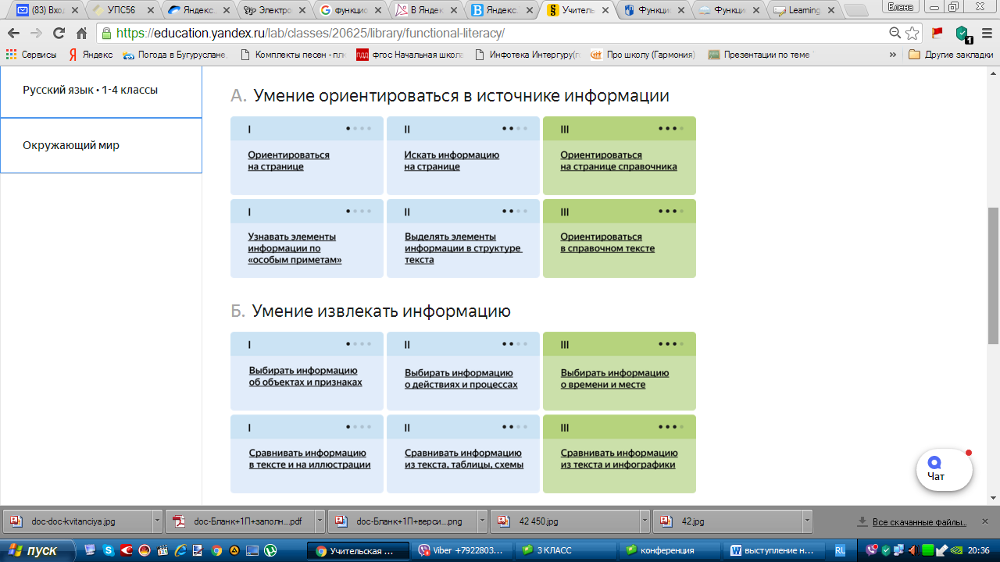 (83) Вход
УПС56
Яндекс.
Электро
функцио
В Яндек
Яндекс.
Учитель
Функци
Функци
Learning
Елена
https://education.yandex.ru/lab/classes/20625/library/functional-literacy/
1
Сервисы
Яндекс
Погода в Бугуруслане
Комплекты песен - пл
фгос Начальная школа
Инфотека Интергуру(г
Про школу (Гармония)
Презентации по теме
»
Другие закладки
Русский язык • 1-4 классы
Окружающий мир
А. Умение ориентироваться в источнике информации
I
II
III
Ориентироваться
на странице
Искать информацию
на странице
Ориентироваться
на странице справочника
I
II
III
Узнавать элементы
информации по
«особым приметам»
Выделять элементы
информации в структуре
текста
Ориентироваться
в справочном тексте
Б. Умение извлекать информацию
I
II
III
Выбирать информацию
об объектах и признаках
Выбирать информацию
о действиях и процессах
Выбирать информацию
о времени и месте
I
II
III
Сравнивать информацию
в тексте и на иллюстрации
Сравнивать информацию
из текста, таблицы, схемы
Сравнивать информацию
из текста и инфографики
Чат
doc-doc-kvitanciya.jpg
doc-Бланк+1П+заполн....pdf
doc-Бланк+1П+верси....png
42 450.jpg
42.jpg
Все скачанные файлы...
пуск
Учительская ...
Viber +7922803...
3 КЛАСС
конференция
выступление н...
RU
20:36